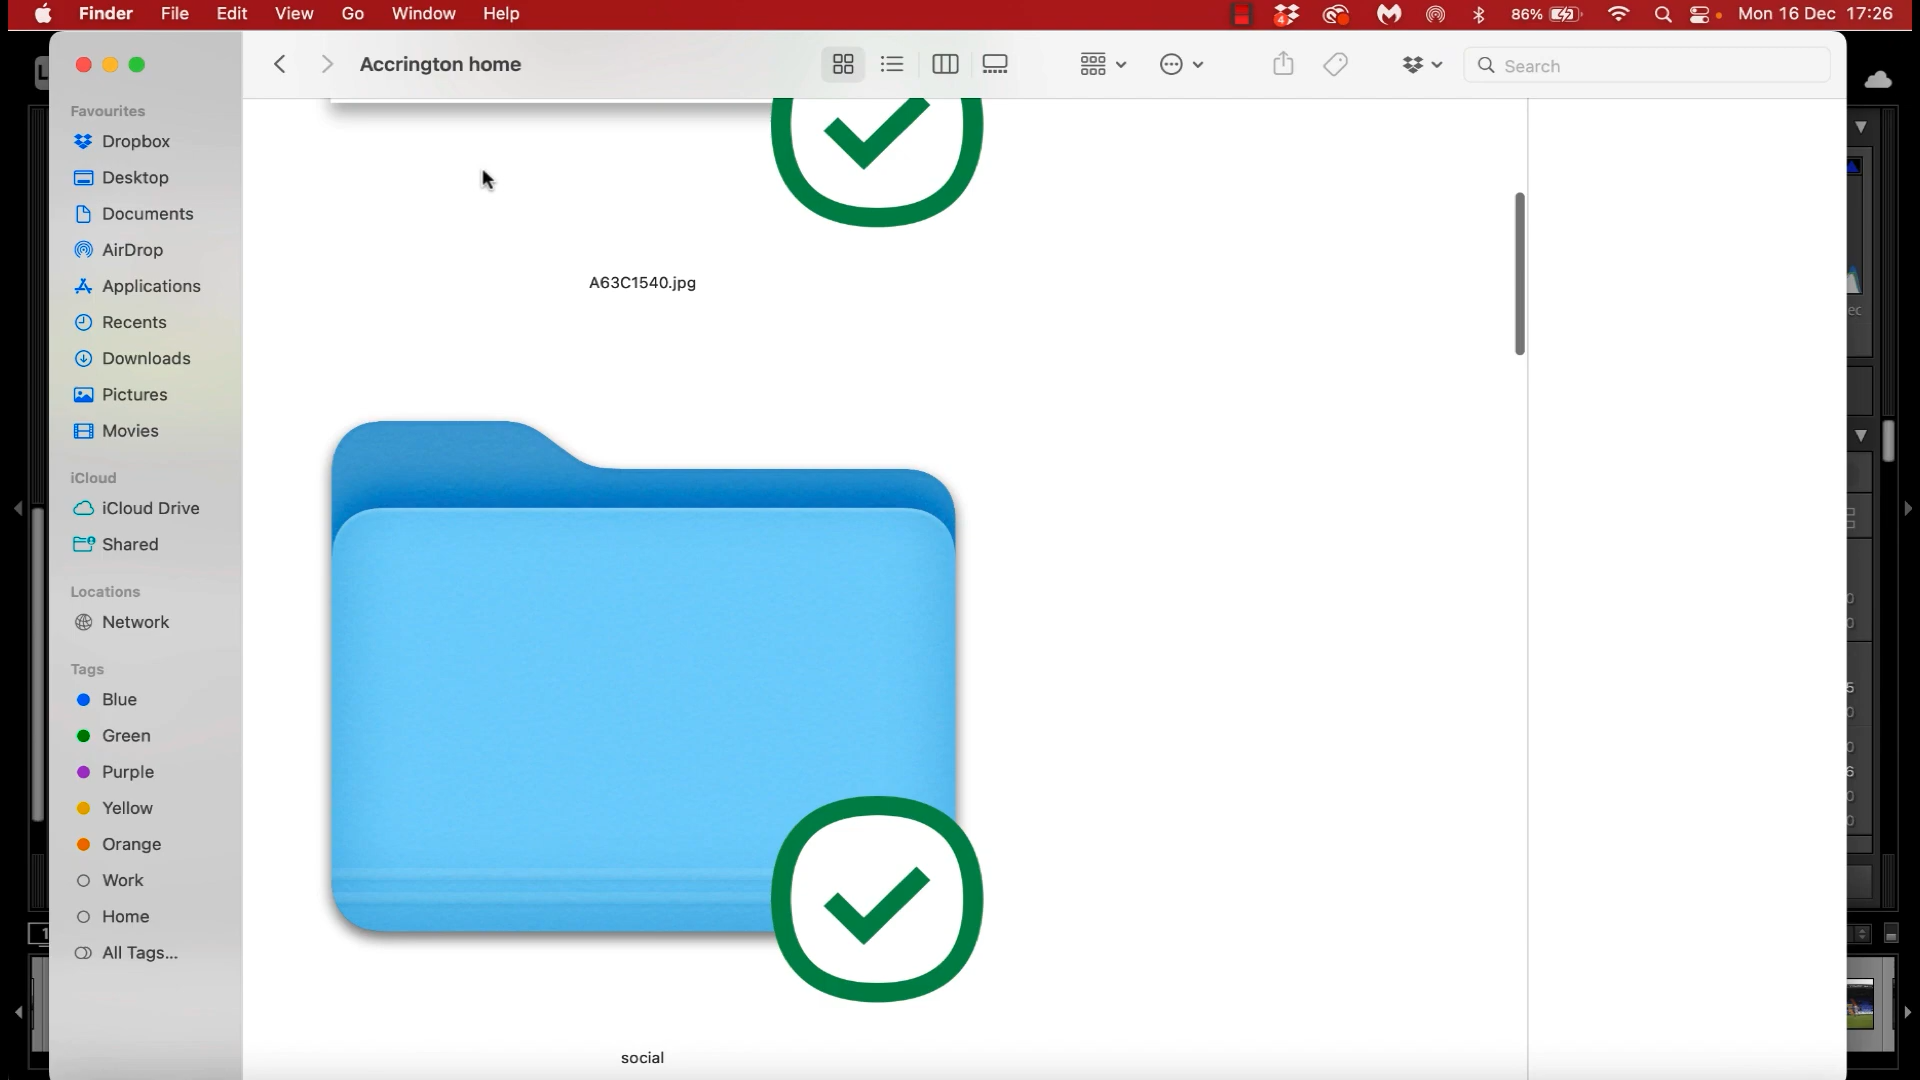 Finder File Edit View Go Window Help 4 86% Mon 16 Dec 17:26
Accrington home
Search
Favourites
Dropbox
Desktop
Documents
AirDrop
Applications
Recents
Downloads
Pictures
Movies
iCloud
iCloud Drive
Shared
Locations
Network
Tags
Blue
Green
Purple
Yellow
Orange
Work
Home
All Tags...
A63C1540.jpg
social